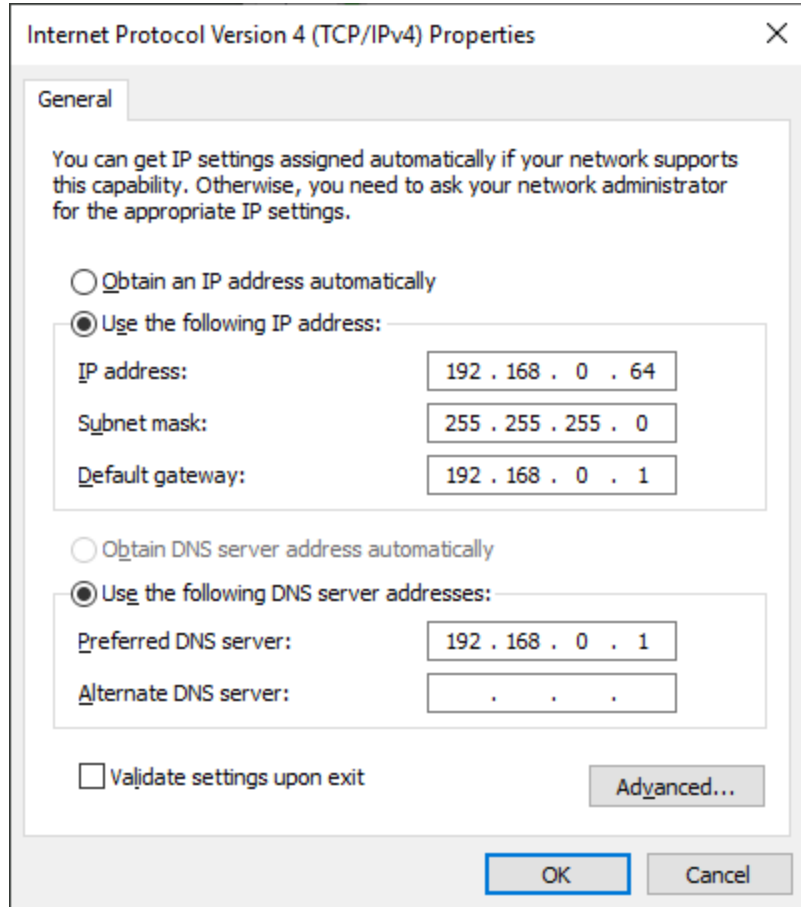 Internet Protocol Version 4 (TCP/IPv4) Properties
General
You can get IP settings assigned automatically if your network supports
this capability. Otherwise, you need to ask your network administrator
for the appropriate IP settings.
Obtain an IP address automatically
Use the following IP address:
IP address: 192 . 168 . 0 . 64
Subnet mask: 255 . 255 . 255 . 0
Default gateway: 192 . 168 . 0 . 1
Obtain DNS server address automatically
Use the following DNS server addresses:
Preferred DNS server: 192 . 168 . 0 . 1
Alternate DNS server: . . .
Validate settings upon exit
Advanced...
OK Cancel